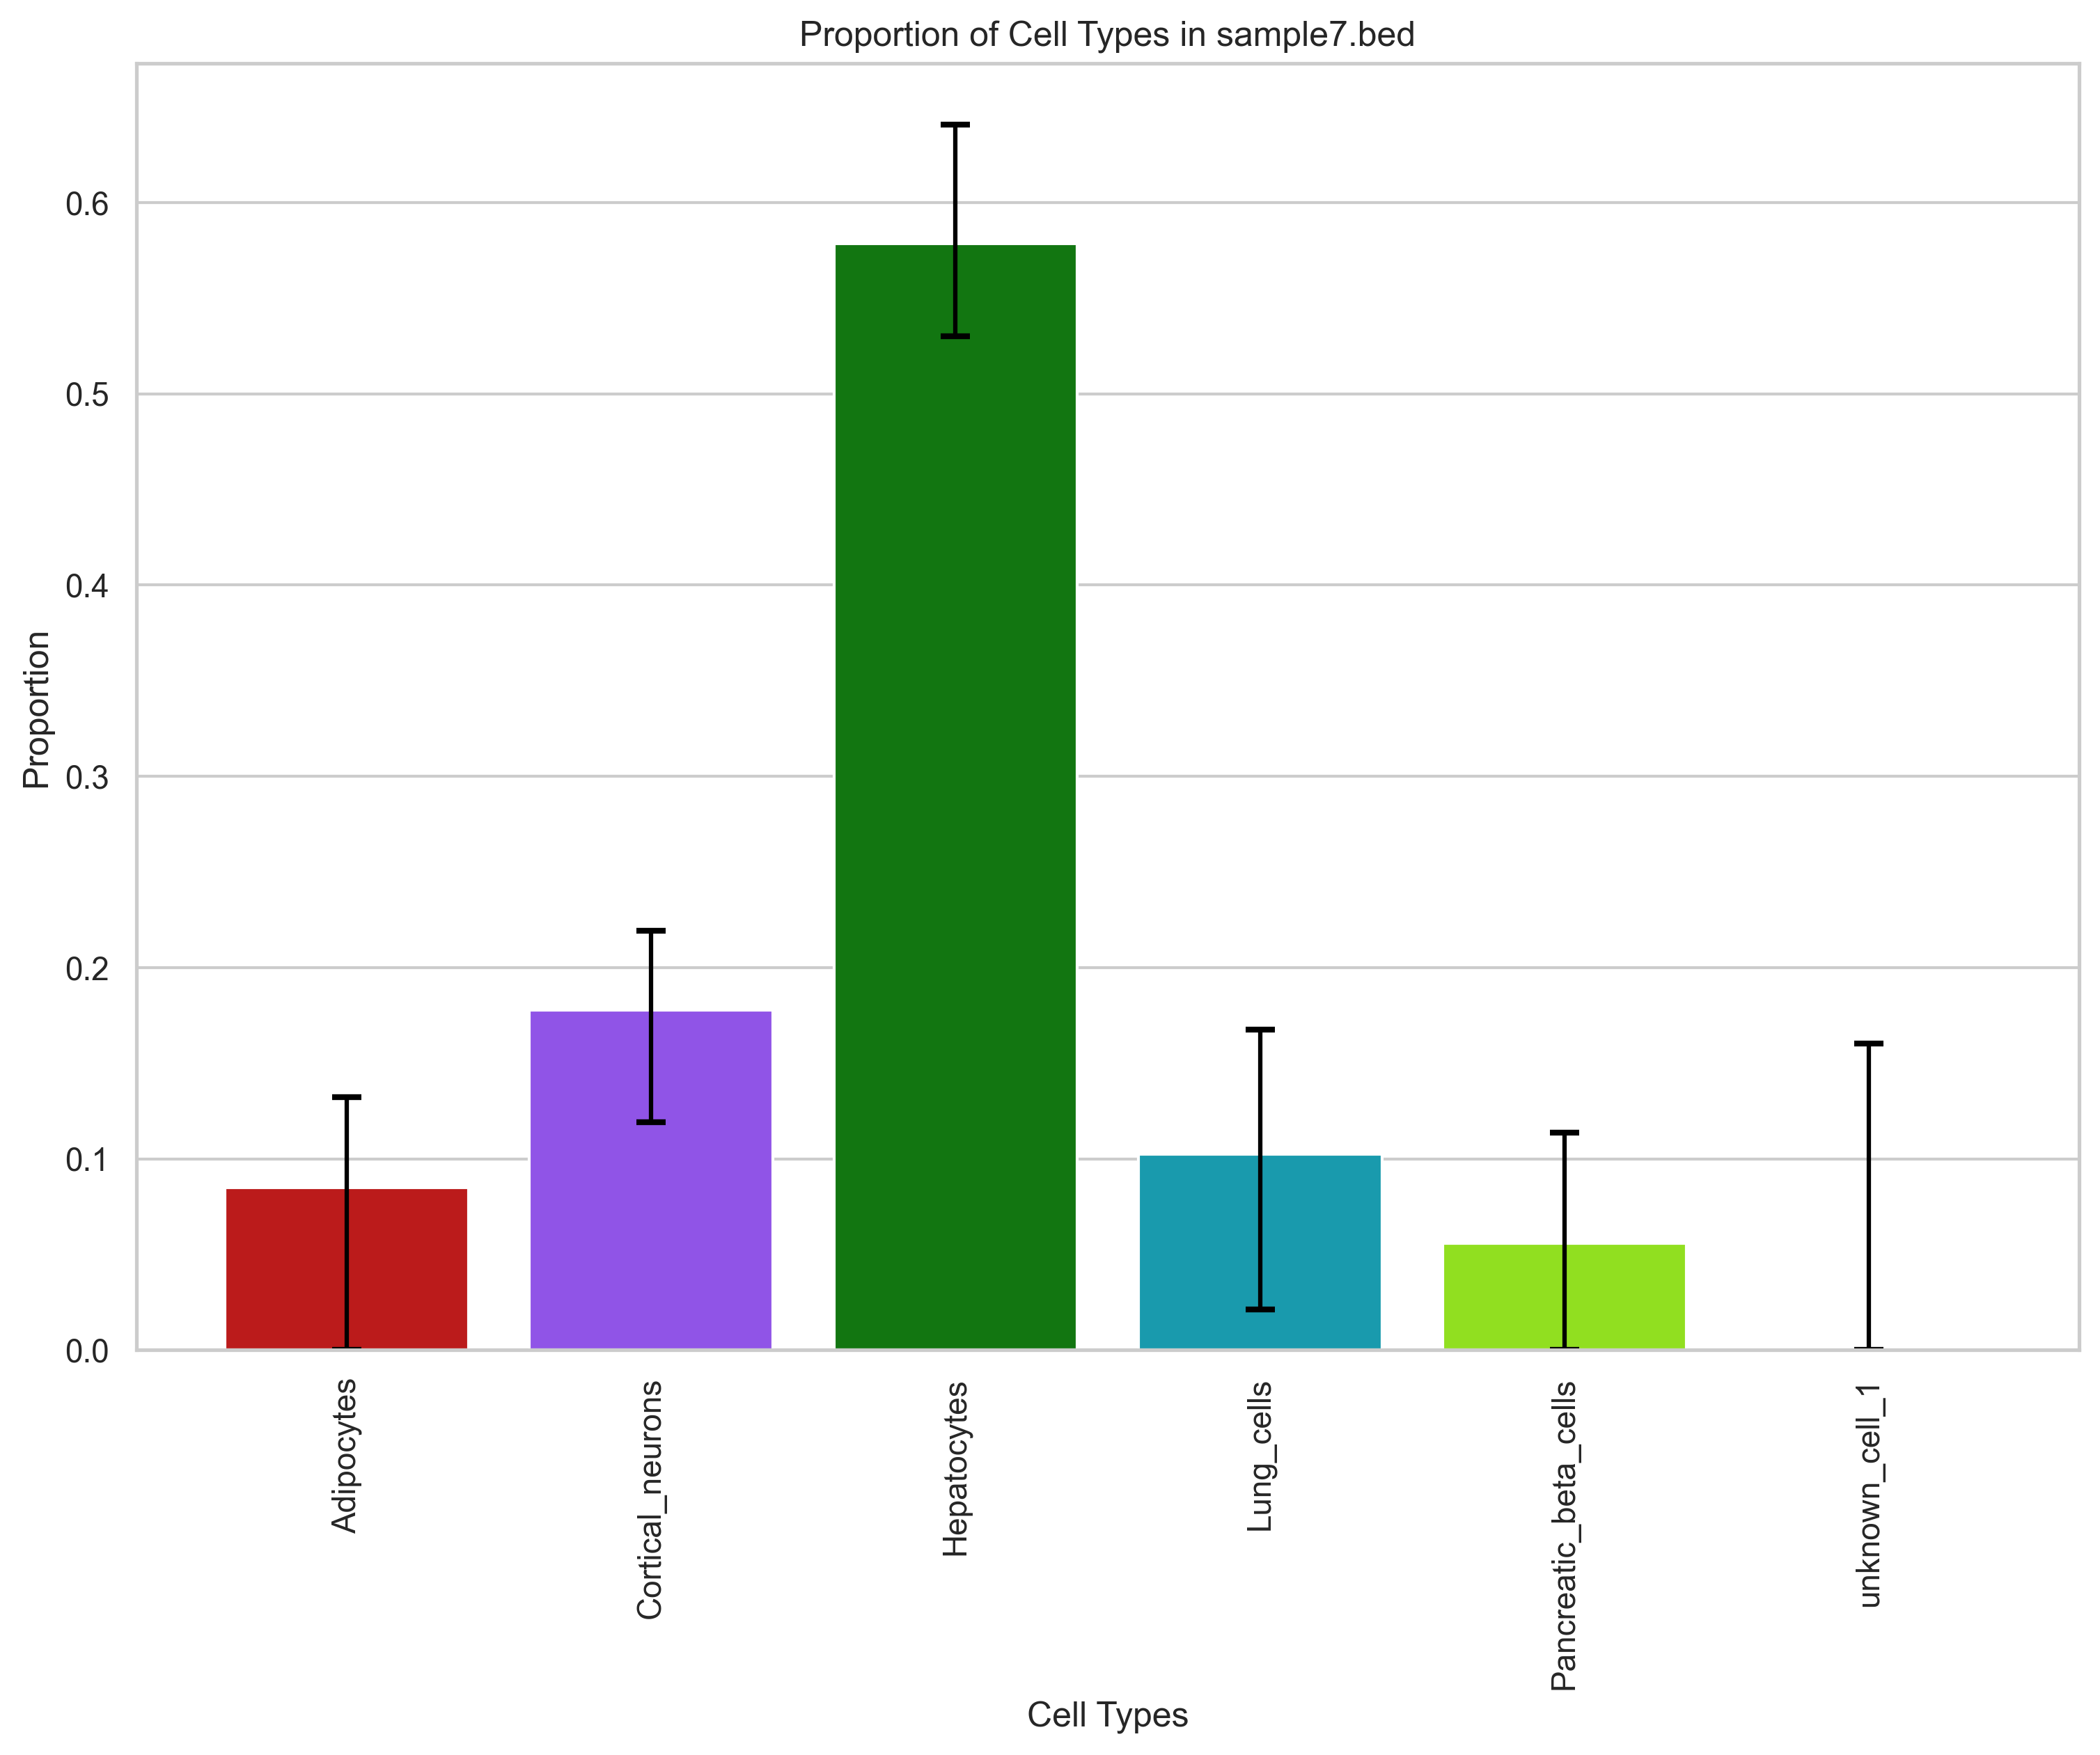 Proportion of Cell Types in sample7.bed
Proportion
0.6
0.5
0.4
0.3
0.2
0.1
0.0
Adipocytes
Cortical_neurons
Hepatocytes
Lung_cells
Pancreatic_beta_cells
unknown_cell_1
Cell Types